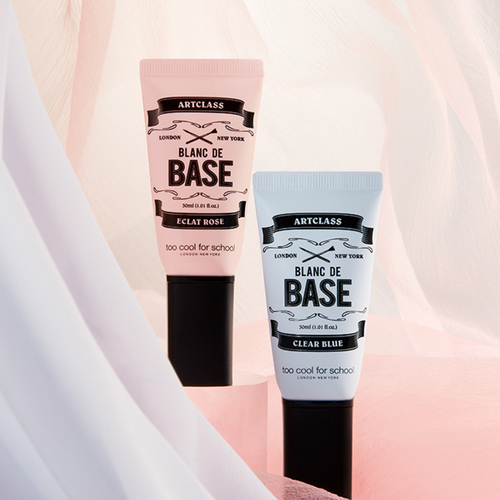 ARTCLASS
LONDON NEW YORK
BLANC DE
BASE
30ml (1.01 fl.oz.)
ECLAT ROSE
too cool for school
LONDON·NEW YORK
ARTCLASS
LONDON NEW YORK
BLANC DE
BASE
30ml (1.01 fl.oz.)
CLEAR BLUE
too cool for school
LONDON·NEW YORK